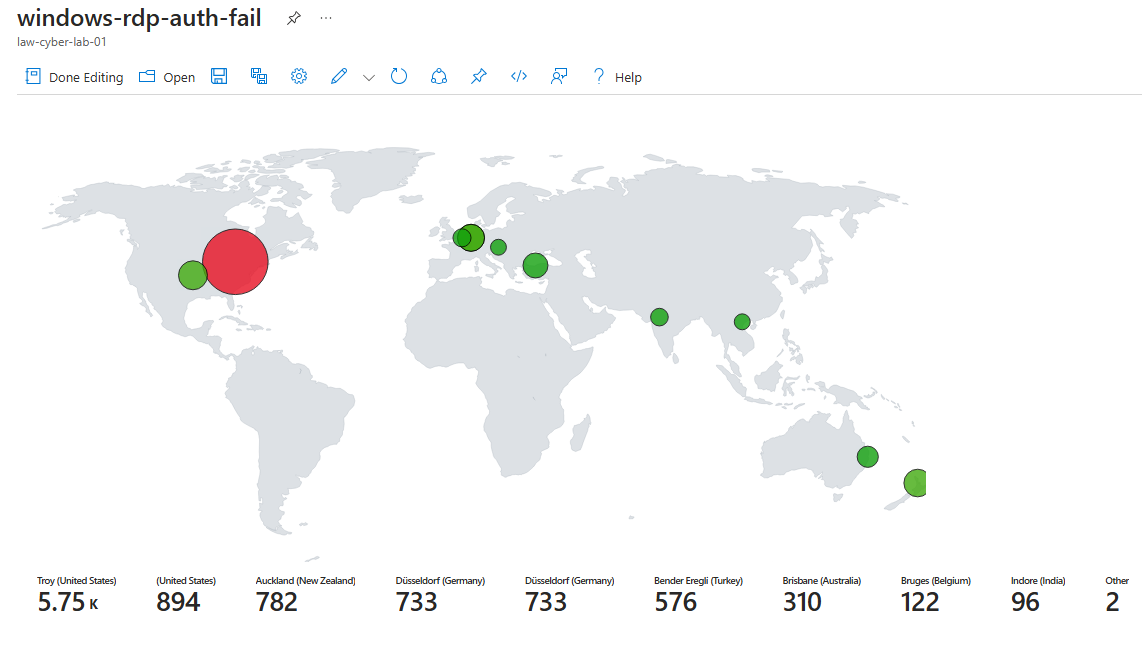 windows-rdp-auth-fail
law-cyber-lab-01
Done Editing Open Help
Troy (United States) (United States) Auckland (New Zealand) Düsseldorf (Germany) Düsseldorf (Germany) Bender Eregli (Turkey) Brisbane (Australia) Bruges (Belgium) Indore (India) Other
5.75 K 894 782 733 733 576 310 122 96 2